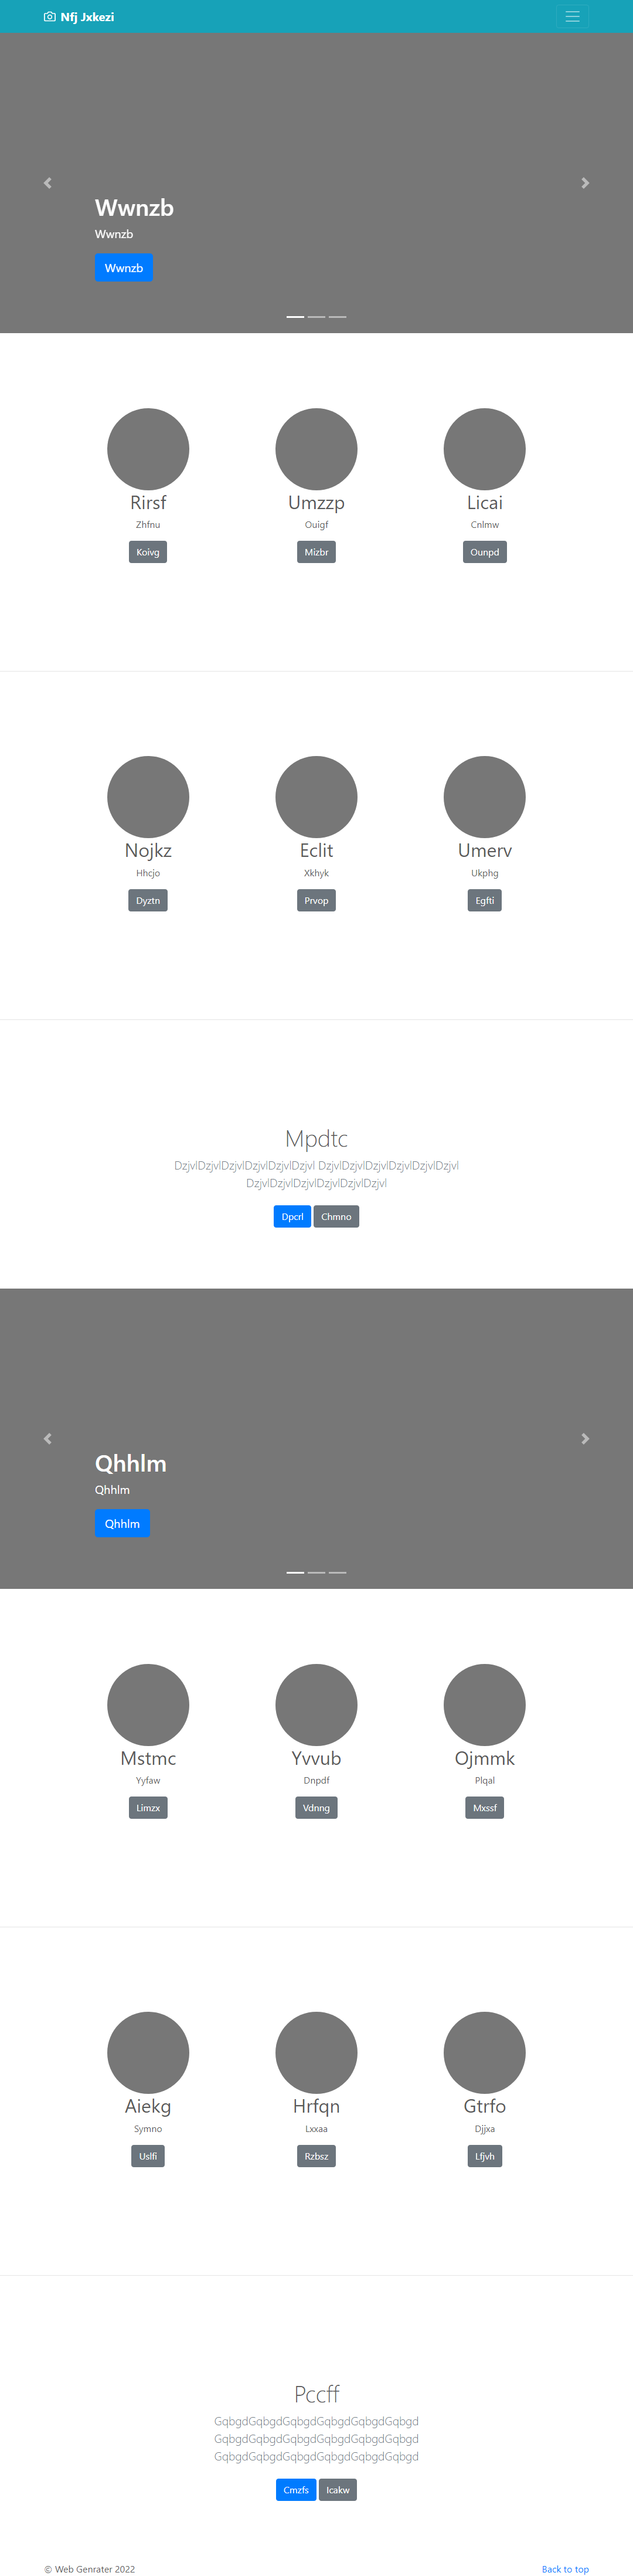 Nfj Jxkezi
Wwnzb
Wwnzb
Wwnzb
Rirsf
Zhfnu
Koivg
Umzzp
Ouigf
Mizbr
Licai
Cnlmw
Ounpd
Nojkz
Hhcjo
Dyztn
Eclit
Xkhyk
Prvop
Umerv
Ukphg
Egfti
Mpdtc
DzjvlDzjvlDzjvlDzjvlDzjvlDzjvl DzjvlDzjvlDzjvlDzjvlDzjvlDzjvl
DzjvlDzjvlDzjvlDzjvlDzjvlDzjvl
Dpcrl Chmno
Qhhlm
Qhhlm
Qhhlm
Mstmc
Yyfaw
Limzx
Yvvub
Dnpdf
Vdnng
Ojmmk
Plqal
Mxssf
Aiekg
Symno
Uslfi
Hrfqn
Lxxaa
Rzbsz
Gtrfo
Djjxa
Lfjvh
Pccff
GqbgdGqbgdGqbgdGqbgdGqbgdGqbgd
GqbgdGqbgdGqbgdGqbgdGqbgdGqbgd
GqbgdGqbgdGqbgdGqbgdGqbgdGqbgd
Cmzfs Icakw
© Web Genrater 2022
Back to top